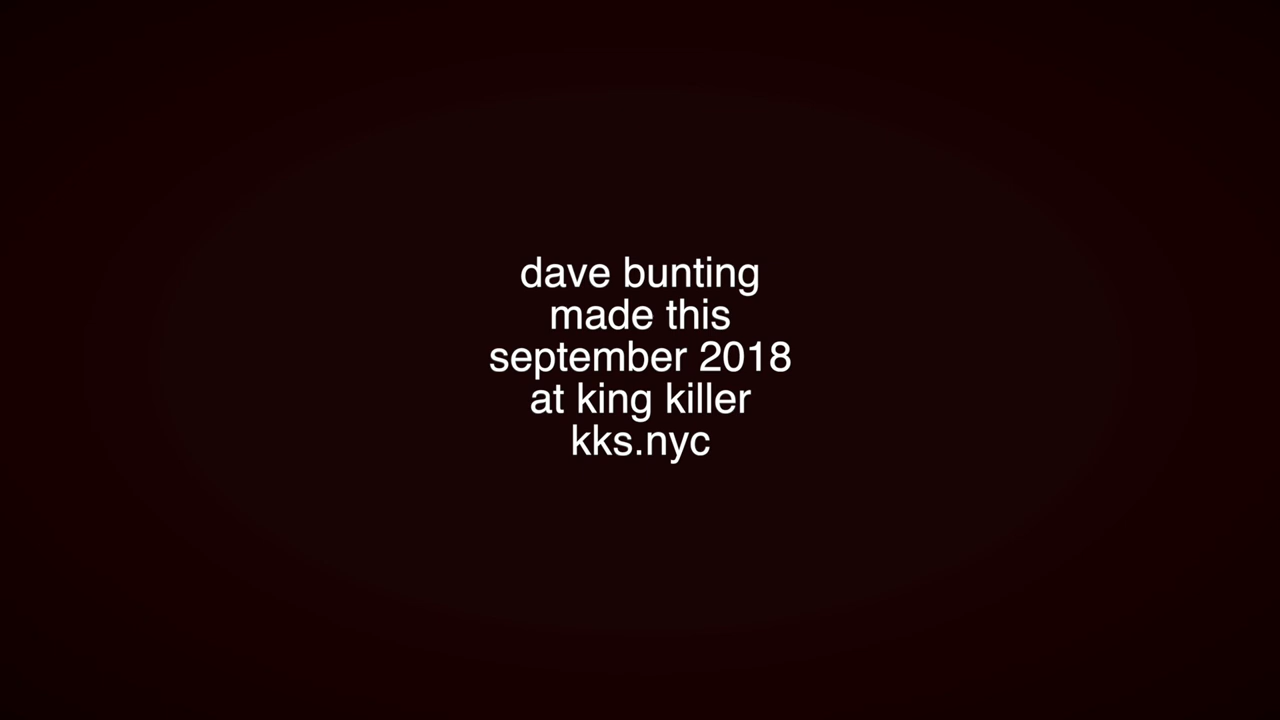 dave bunting
made this
september 2018
at king killer
kks.nyc